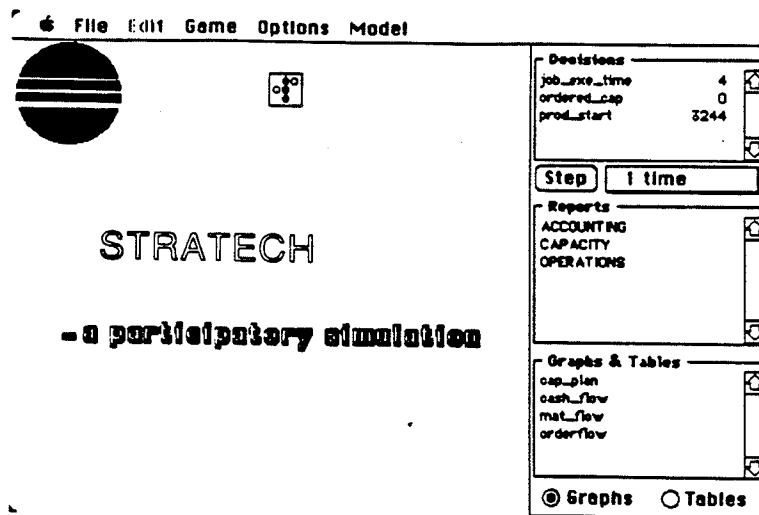 File Edit Game Options Model
STRATECH
- a participatory simulation
Decisions
job_exe_time 4
ordered_cap 0
prod_start 3244
Step 1 time
Reports
ACCOUNTING
CAPACITY
OPERATIONS
Graphs & Tables
cap_plan
cash_flow
mat_flow
orderflow
Graphs Tables